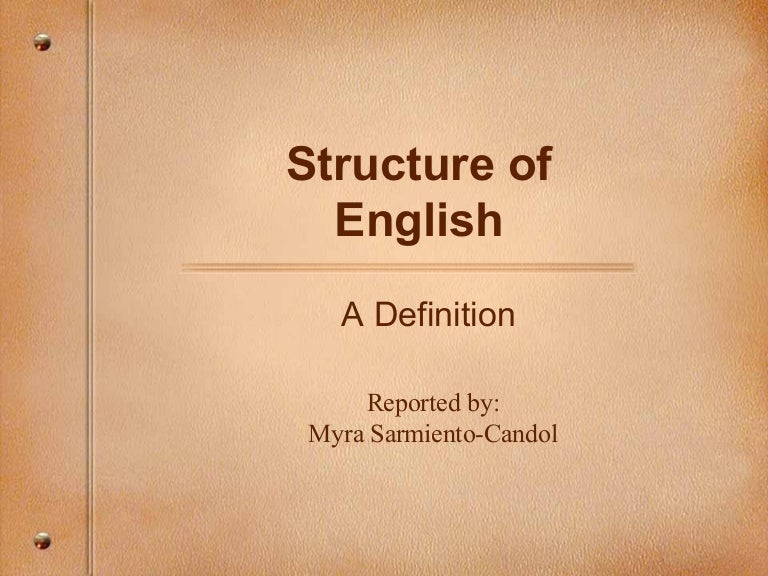 Structure of
English
A Definition
Reported by:
Myra Sarmiento-Candol